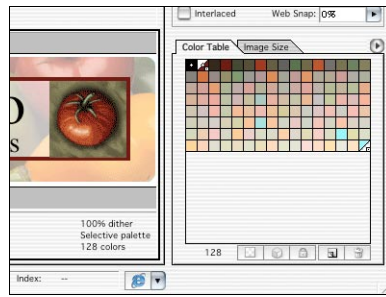 Interlaced
Web Snap: 0%
Color Table
Image Size
O
s
100% dither
Selective palette
128 colors
128
Index: --